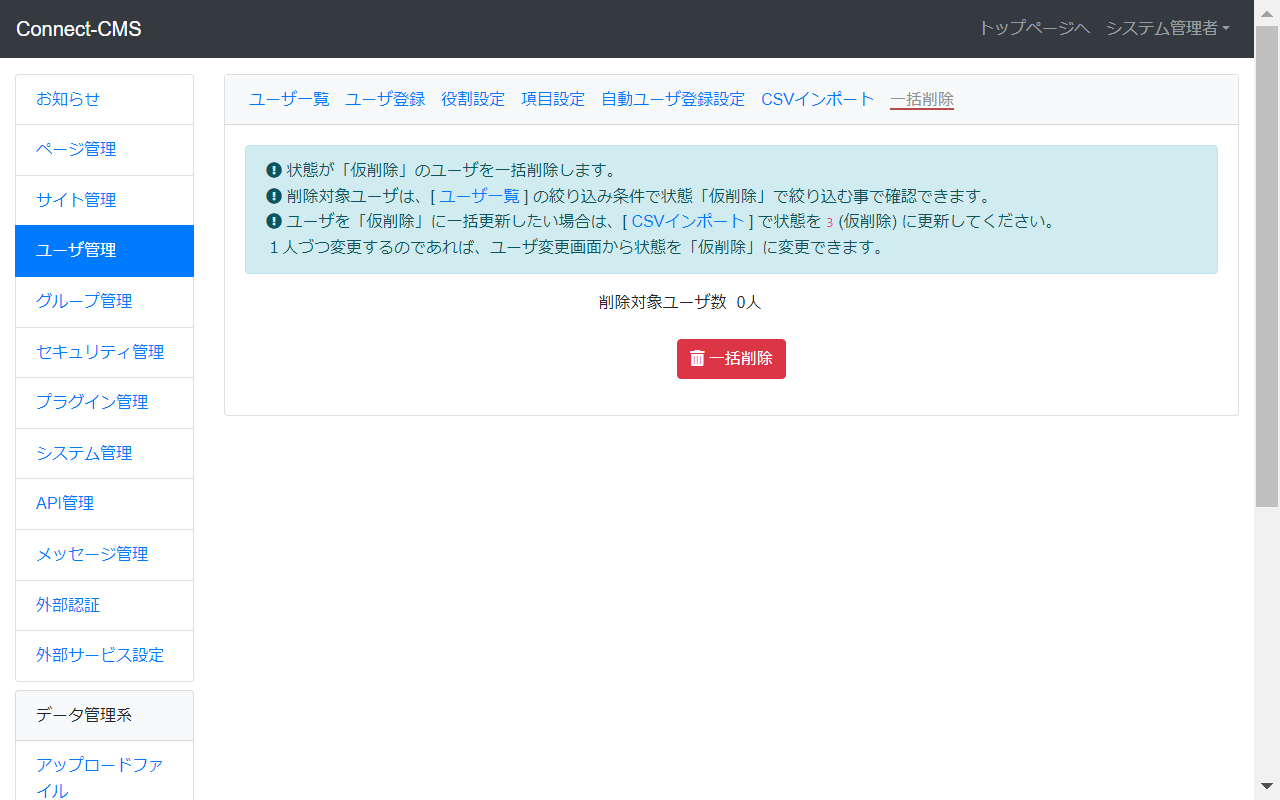 Connect-CMS
トップページへ システム管理者
お知らせ
ページ管理
サイト管理
ユーザ管理
グループ管理
セキュリティ管理
プラグイン管理
システム管理
API管理
メッセージ管理
外部認証
外部サービス設定
データ管理系
アップロードファ
イル
ユーザ一覧 ユーザ登録 役割設定 項目設定 自動ユーザ登録設定 CSVインポート 一括削除
状態が「仮削除」のユーザを一括削除します。
削除対象ユーザは、[ ユーザ一覧 ] の絞り込み条件で状態「仮削除」で絞り込む事で確認できます。
ユーザを「仮削除」に一括更新したい場合は、[ CSVインポート ] で状態を 3 (仮削除) に更新してください。
１人づつ変更するのであれば、ユーザ変更画面から状態を「仮削除」に変更できます。
削除対象ユーザ数 0人
一括削除